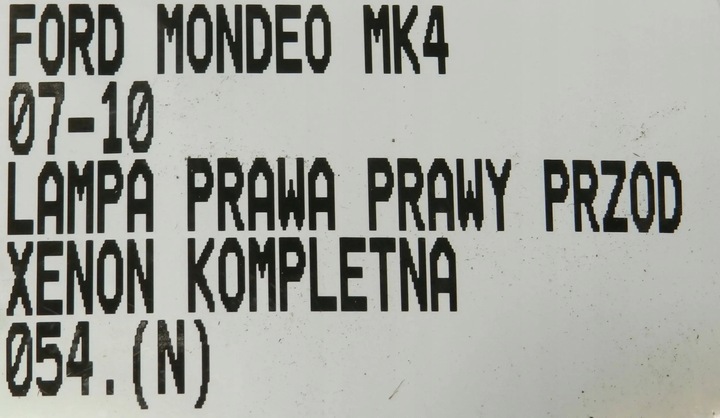 FORD MONDEO MK4
07-10
LAMPA PRAWA PRAWY PRZOD
XENON KOMPLETNA
054.(N)